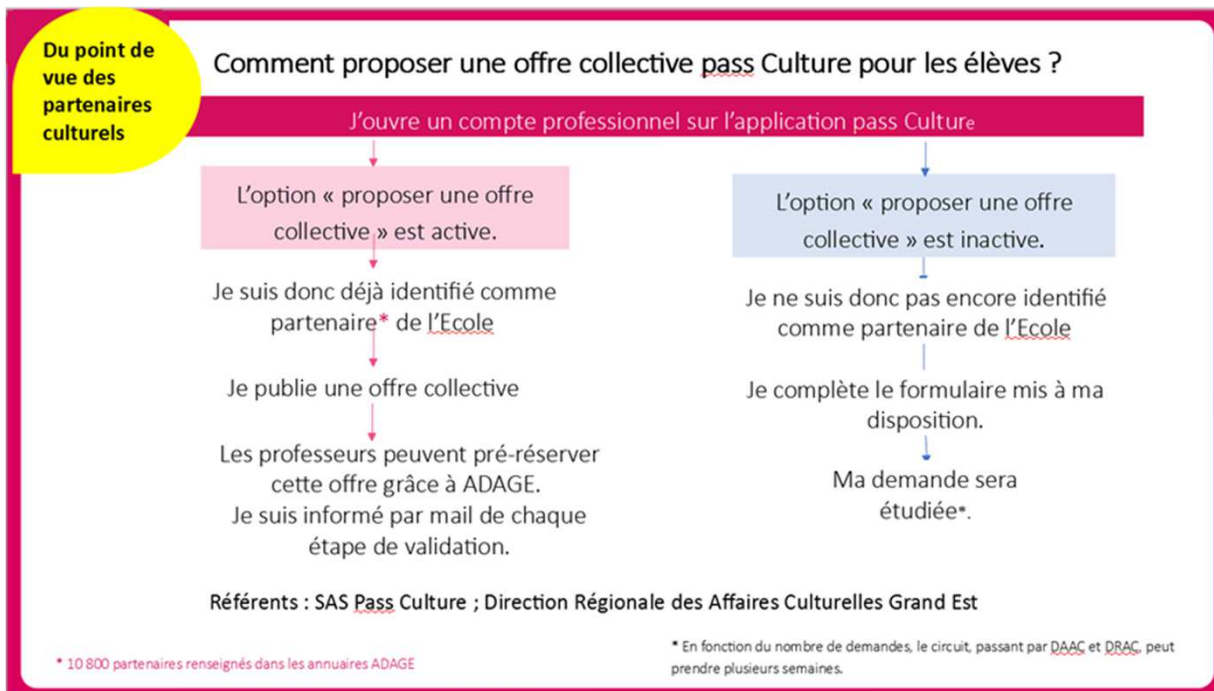 Du point de
vue des
partenaires
culturels
Comment proposer une offre collective pass Culture pour les élèves ?
J'ouvre un compte professionnel sur l'application pass Culture
L'option « proposer une offre
collective » est active.
Je suis donc déjà identifié comme
partenaire* de l'Ecole
Je publie une offre collective
Les professeurs peuvent pré-réserver
cette offre grâce à ADAGE.
Je suis informé par mail de chaque
étape de validation.
L'option « proposer une offre
collective » est inactive.
Je ne suis donc pas encore identifié
comme partenaire de l'Ecole
Je complète le formulaire mis à ma
disposition.
Ma demande sera
étudiée*.
Référents : SAS Pass Culture ; Direction Régionale des Affaires Culturelles Grand Est
* 10 800 partenaires renseignés dans les annuaires ADAGE
* En fonction du nombre de demandes, le circuit, passant par DAAC et DRAC, peut
prendre plusieurs semaines.